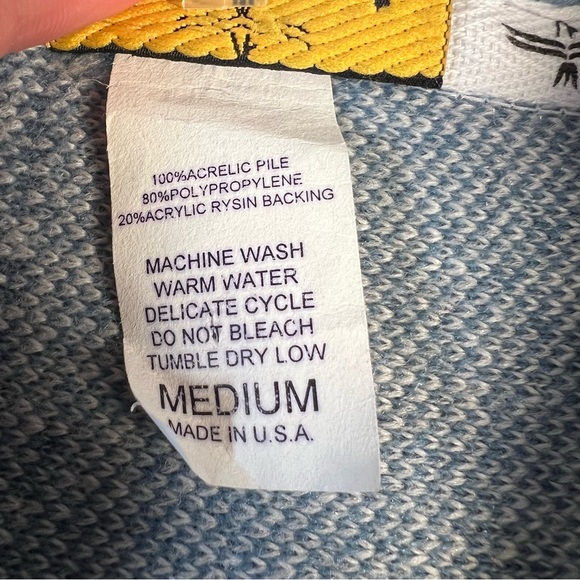 100%ACRELIC PILE
80%POLYPROPYLENE
20%ACRYLIC RYSIN BACKING
MACHINE WASH
WARM WATER
DELICATE CYCLE
DO NOT BLEACH
TUMBLE DRY LOW
MEDIUM
MADE IN U.S.A.